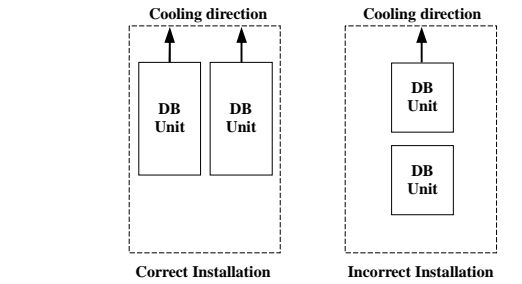 Cooling direction
DB
Unit
DB
Unit
Correct Installation
Cooling direction
DB
Unit
DB
Unit
Incorrect Installation